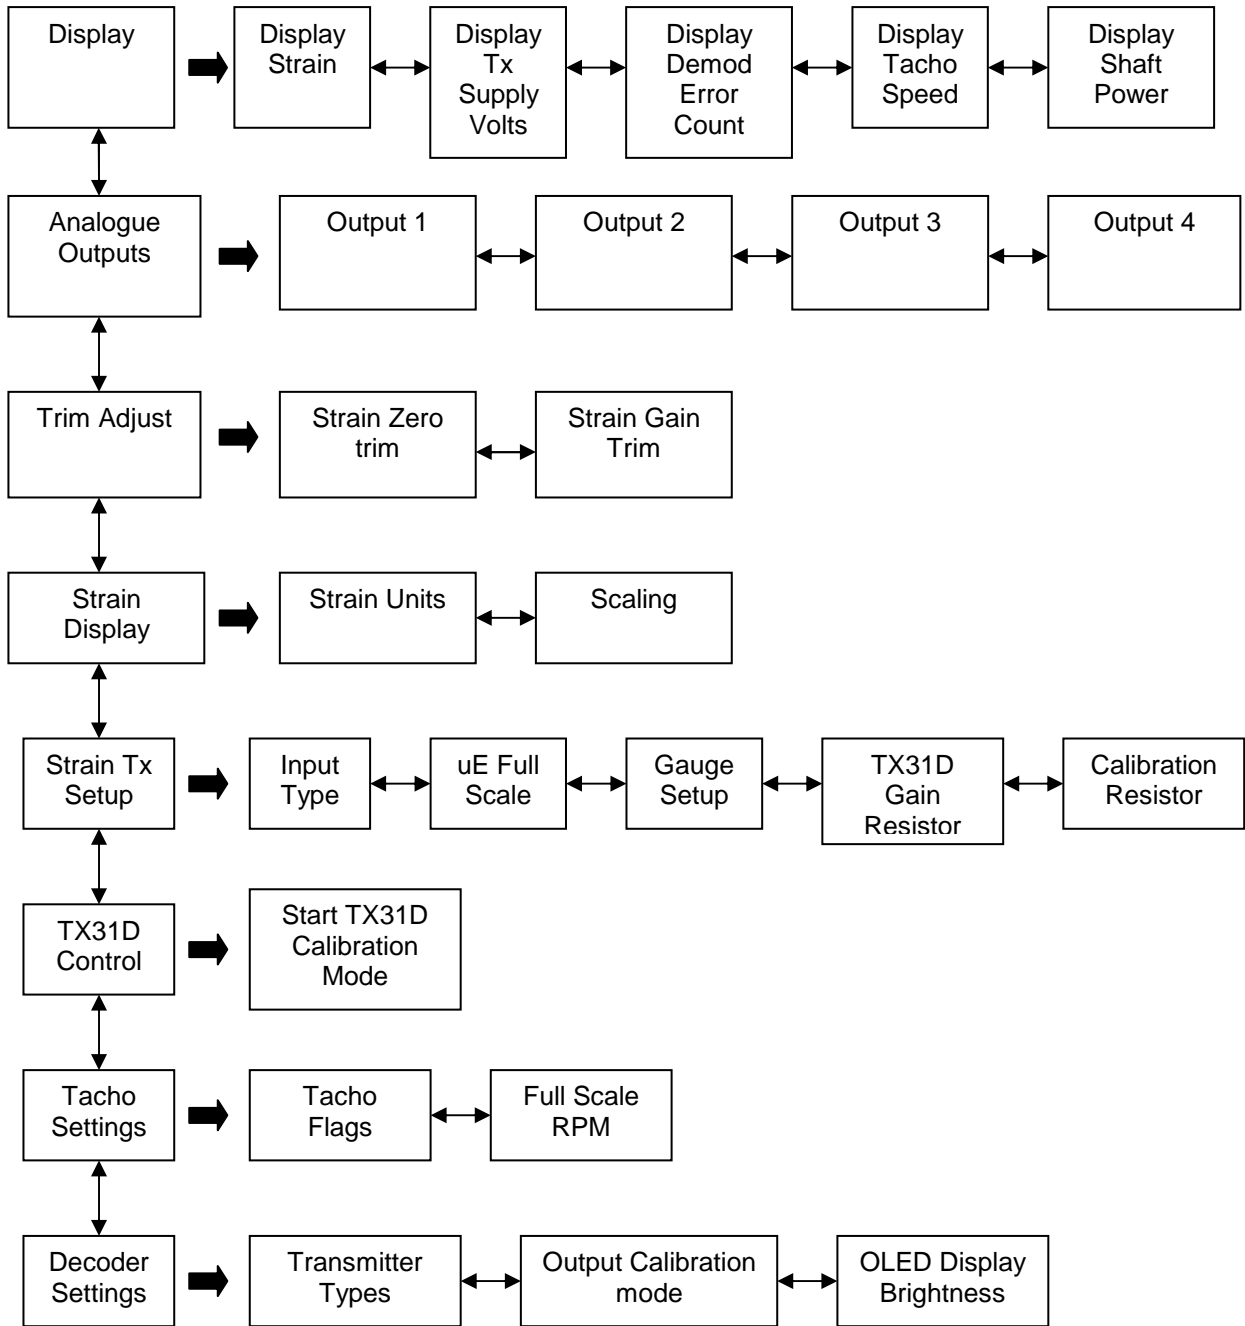 Display
Display
Strain
Display
Tx
Supply
Volts
Display
Demod
Error
Count
Display
Tacho
Speed
Display
Shaft
Power
Analogue
Outputs
Output 1
Output 2
Output 3
Output 4
Trim Adjust
Strain Zero
trim
Strain Gain
Trim
Strain
Display
Strain Units
Scaling
Strain Tx
Setup
Input
Type
uE Full
Scale
Gauge
Setup
TX31D
Gain
Resistor
Calibration
Resistor
TX31D
Control
Start TX31D
Calibration
Mode
Tacho
Settings
Tacho
Flags
Full Scale
RPM
Decoder
Settings
Transmitter
Types
Output Calibration
mode
OLED Display
Brightness